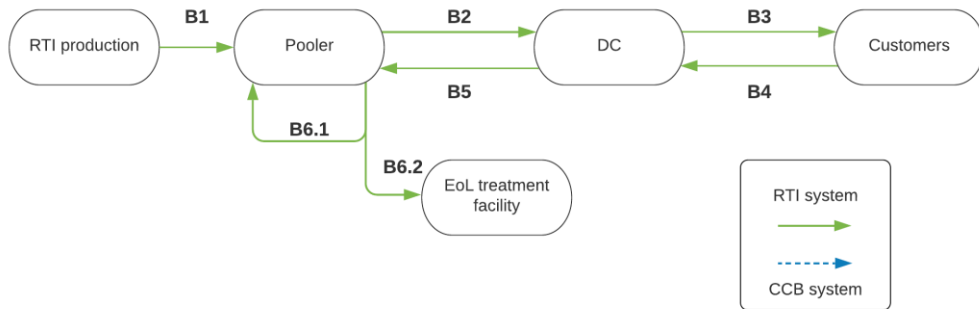 B1
B2
B3
RTI production
Pooler
DC
Customers
B5
B4
B6.1
B6.2
EoL treatment
facility
RTI system
CCB system